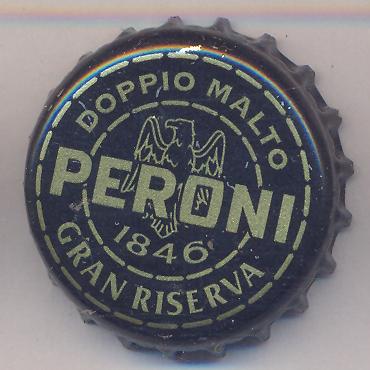 DOPPIO MALTO
PERONI
1846
GRAN RISERVA